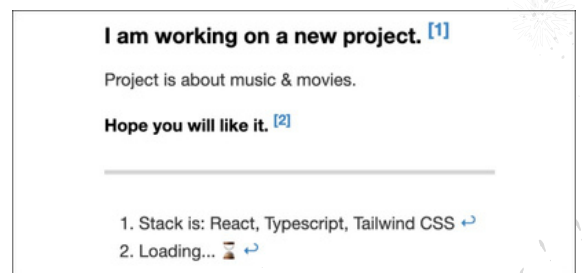 I am working on a new project. [1]
Project is about music & movies.
Hope you will like it. [2]
1. Stack is: React, Typescript, Tailwind CSS ↩
2. Loading... ⌛ ↩